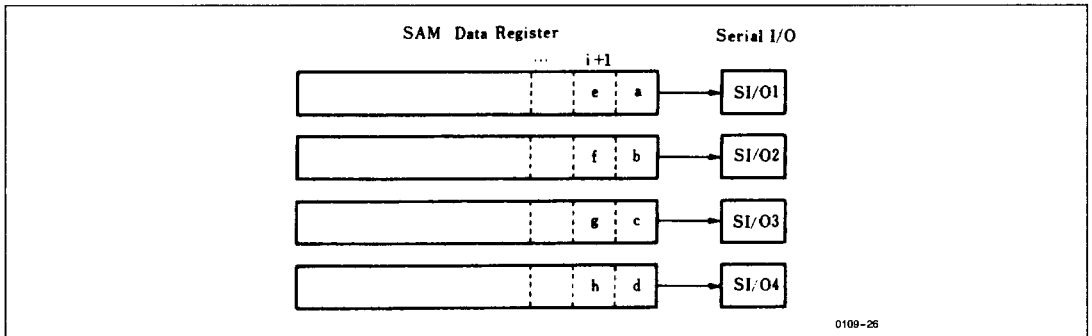 SAM Data Register Serial I/O
... i+1
e a SI/O1
f b SI/O2
g c SI/O3
h d SI/O4
0109-26